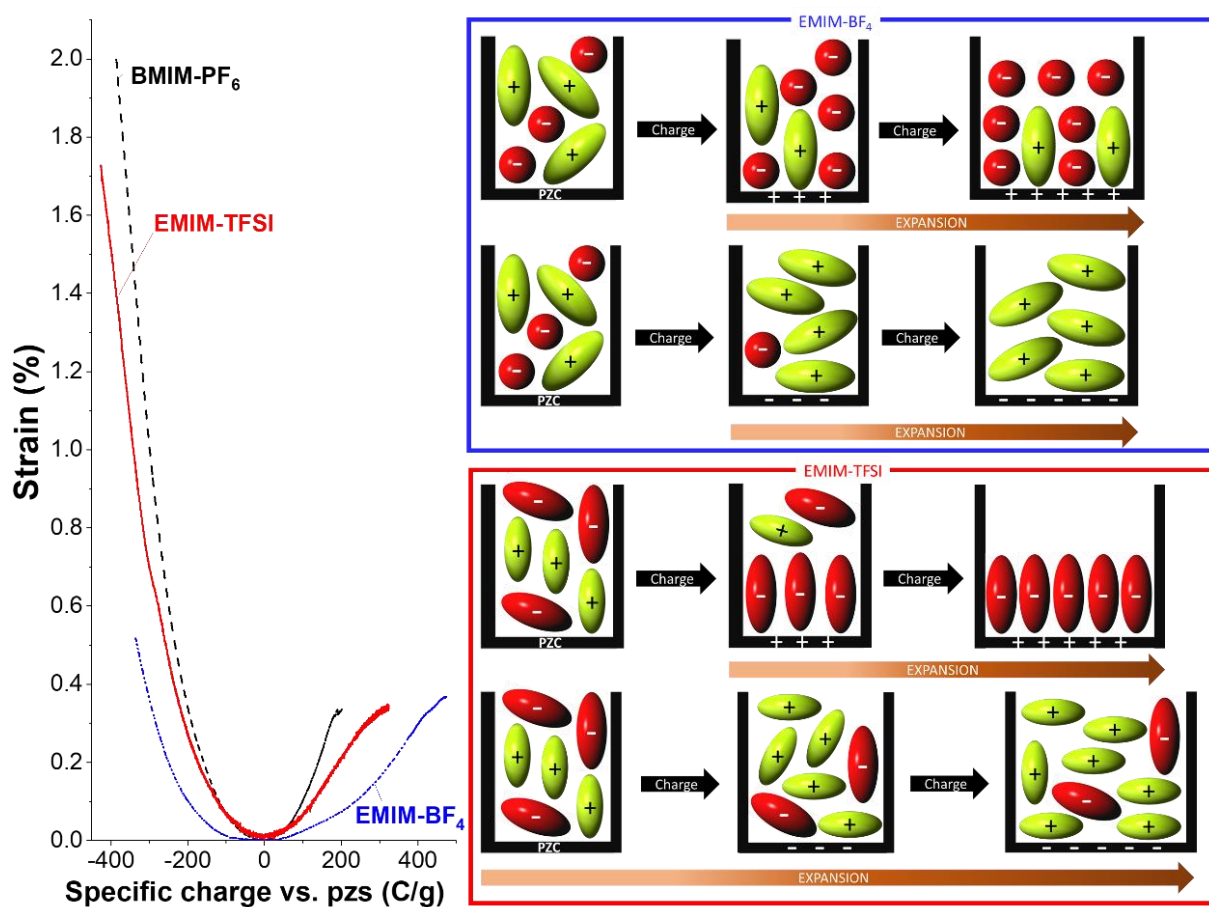 2.0
1.8
1.6
1.4
1.2
1.0
0.8
0.6
0.4
0.2
0.0
Strain (%)
-400 -200 0 200 400
Specific charge vs. pzs (C/g)
BMIM-PF6
EMIM-TFSI
EMIM-BF4
EMIM-BF4
+ + + - - -
PZC
Charge
+ + - - - - -
+ + +
Charge
- - - - - - - + +
+ + + + +
EXPANSION
+ + + - - -
PZC
Charge
+ + + + -
- - -
Charge
+ + + + +
- - - - -
EXPANSION
EMIM-TFSI
- - + + - +
PZC
Charge
- + - - -
+ + +
Charge
- - - - -
+ + + + +
EXPANSION
- - + + - +
PZC
Charge
+ + + - + - +
- - -
Charge
+ + - + + - + + +
- - - - -
EXPANSION